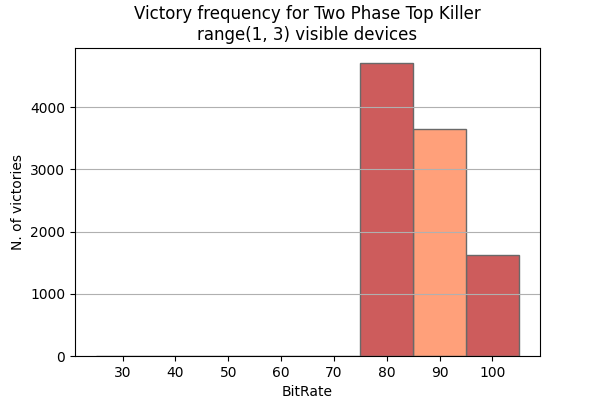 Victory frequency for Two Phase Top Killer
range(1, 3) visible devices
N. of victories
4000
3000
2000
1000
0
30 40 50 60 70 80 90 100
BitRate